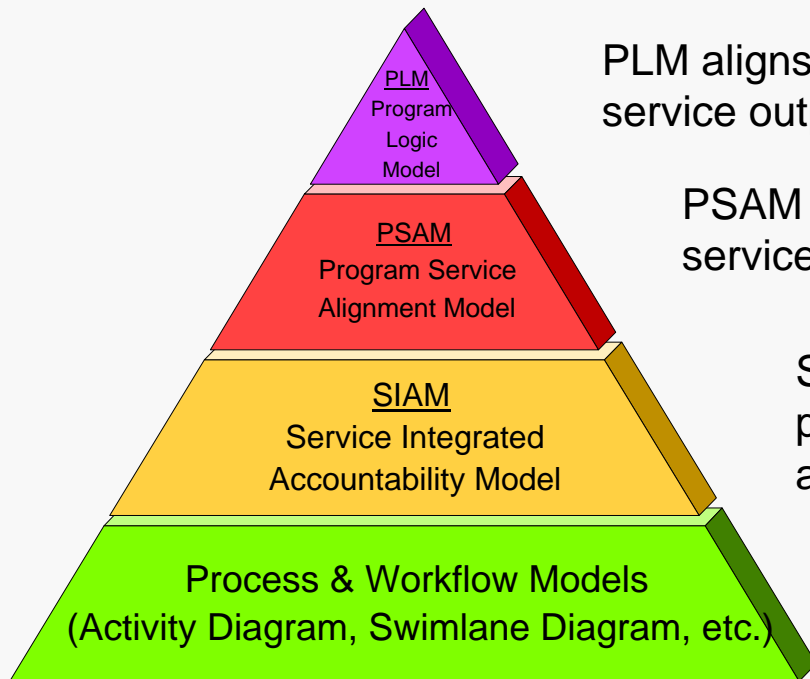 PLM
Program
Logic
Model
PLM aligns
service out
PSAM
Program Service
Alignment Model
PSAM
service
SIAM
Service Integrated
Accountability Model
Process & Workflow Models
(Activity Diagram, Swimlane Diagram, etc.)